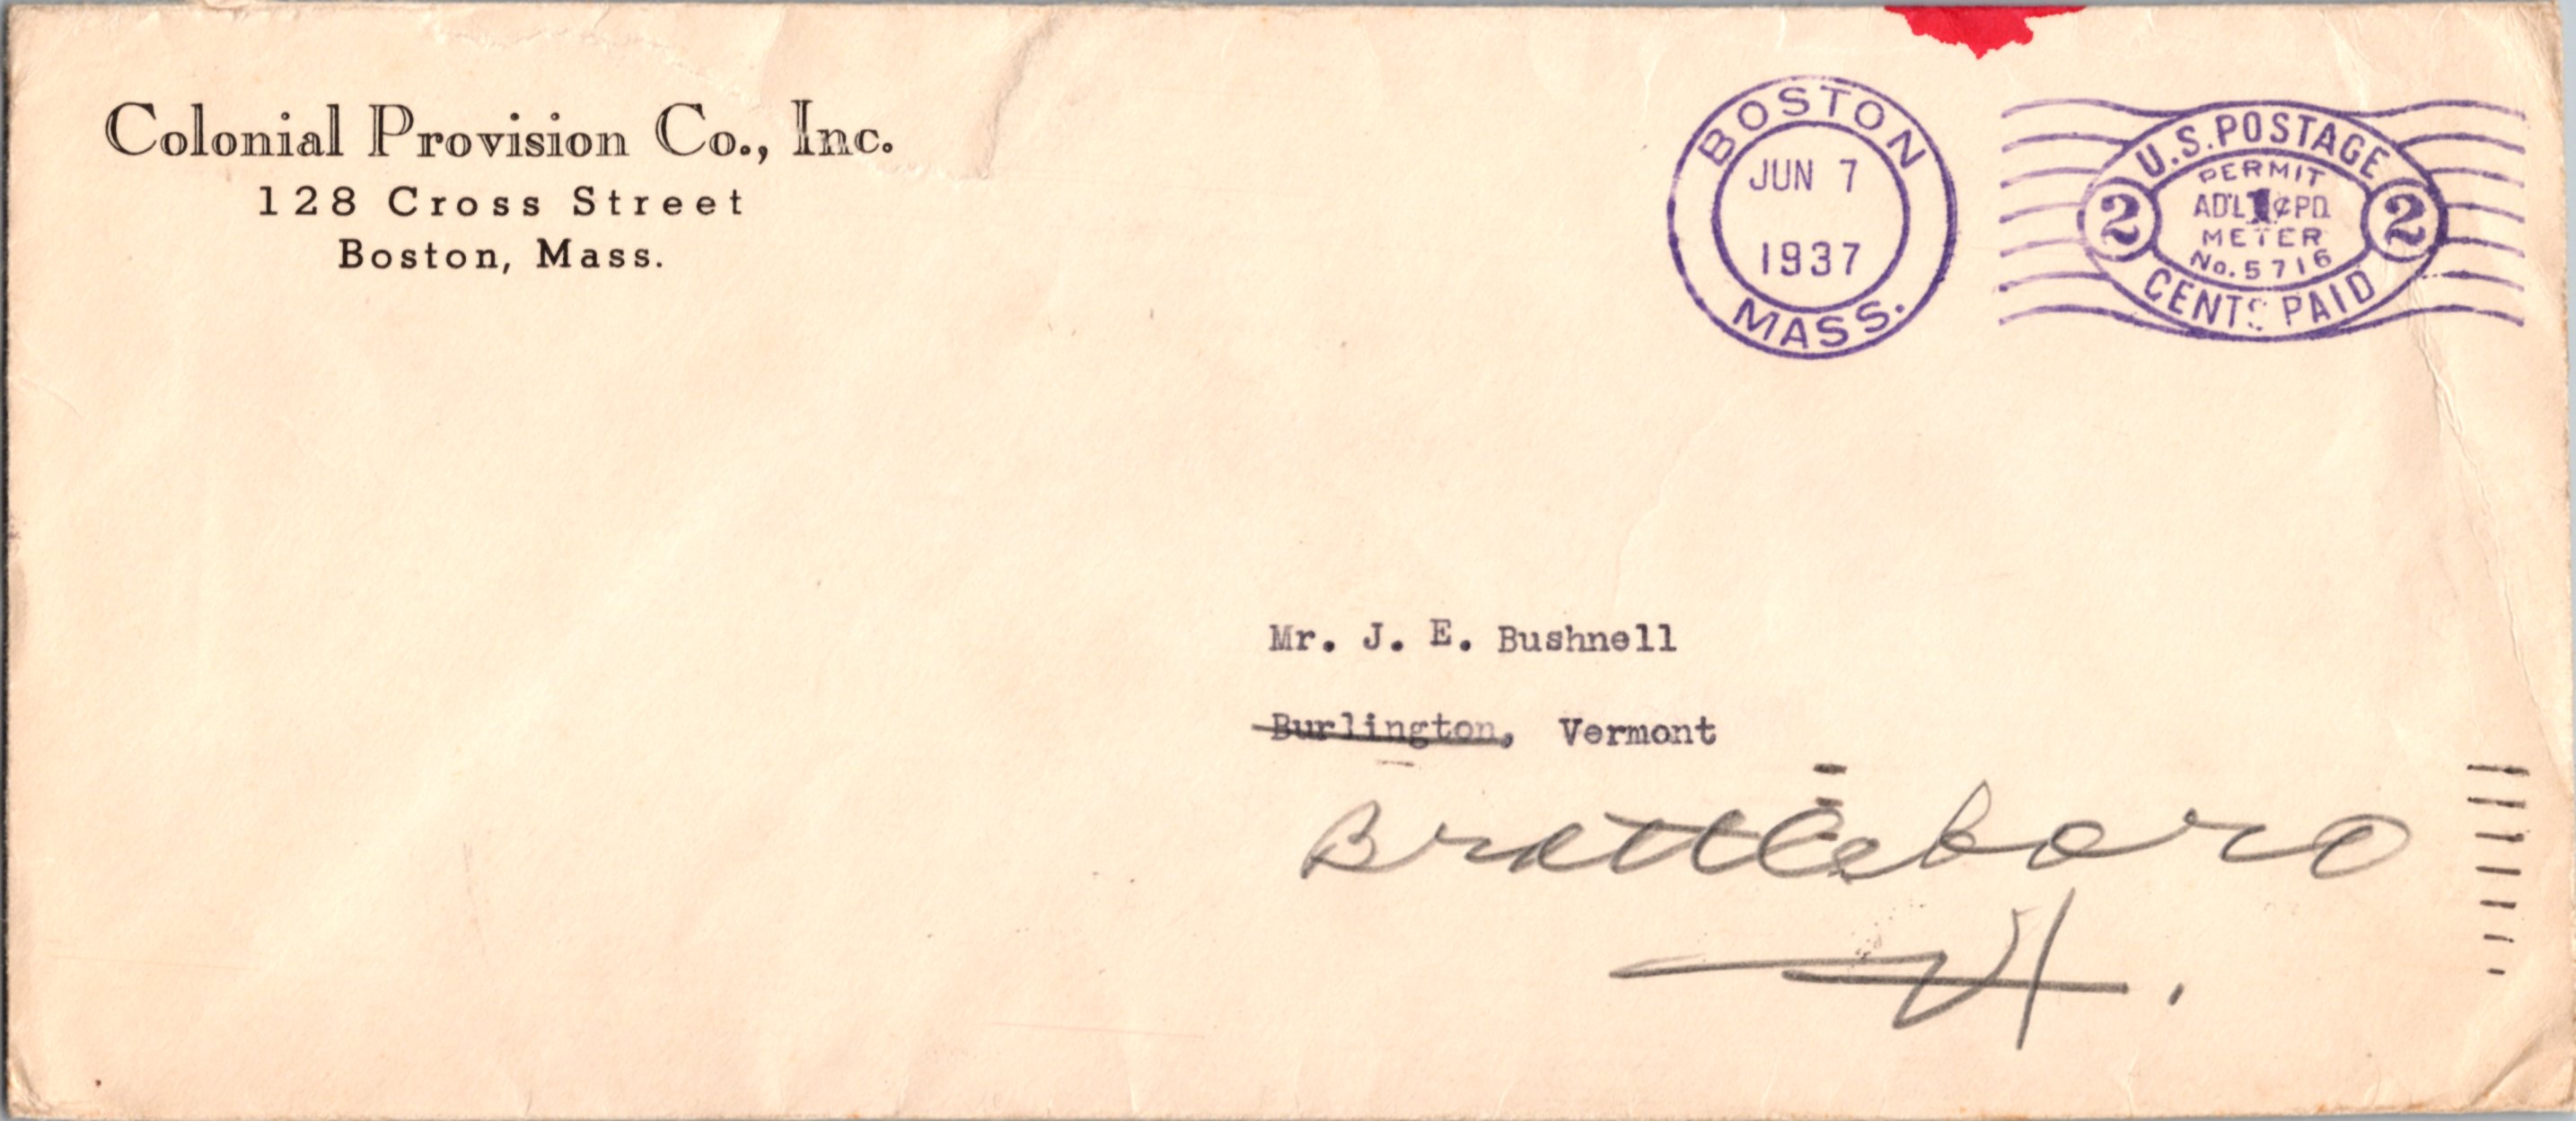 Colonial Provision Co., Inc.
128 Cross Street
Boston, Mass.
BOSTON
JUN 7
1937
MASS.
U.S. POSTAGE
PERMIT
2 AD'L 1¢ PD. 2
METER
No. 5716
CENTS PAID
Mr. J. E. Bushnell
Burlington, Vermont
Brattleboro
Vt.